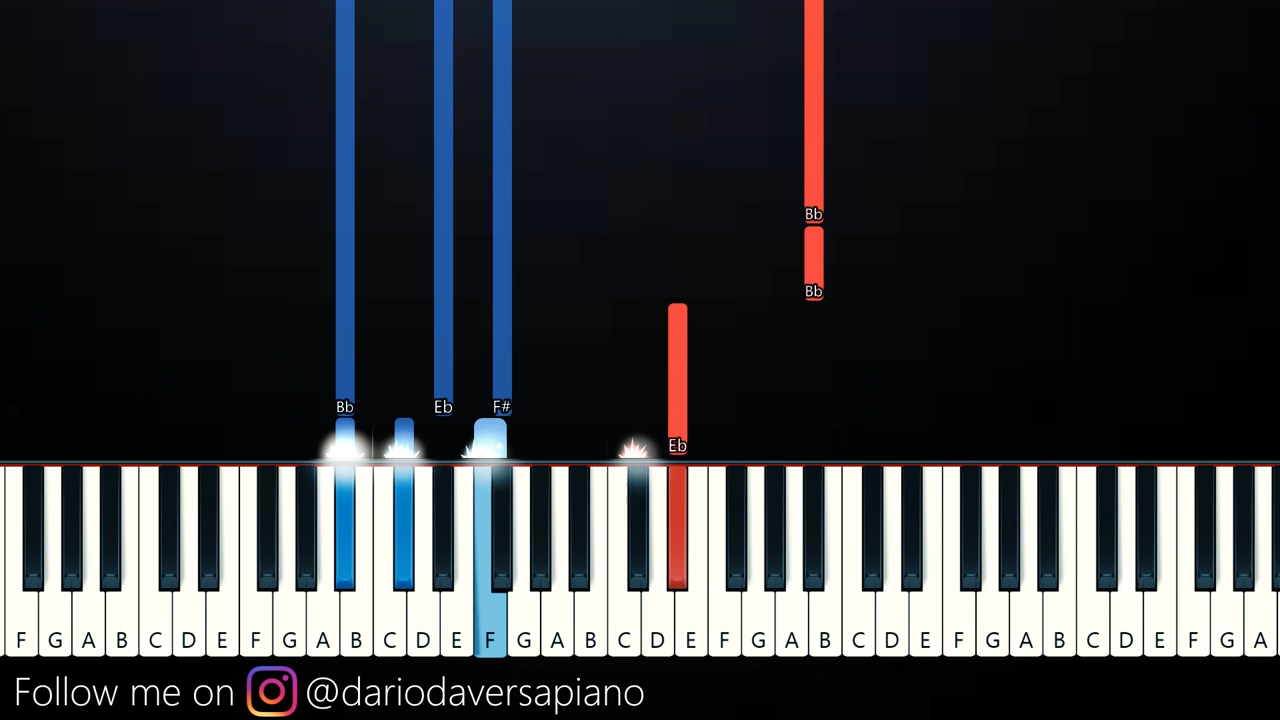 Bb
Bb
Bb Eb F#
Eb
F G A B C D E F G A B C D E F G A B C D E F G A B C D E F G A B C D E F G A
Follow me on @dariodaversapiano